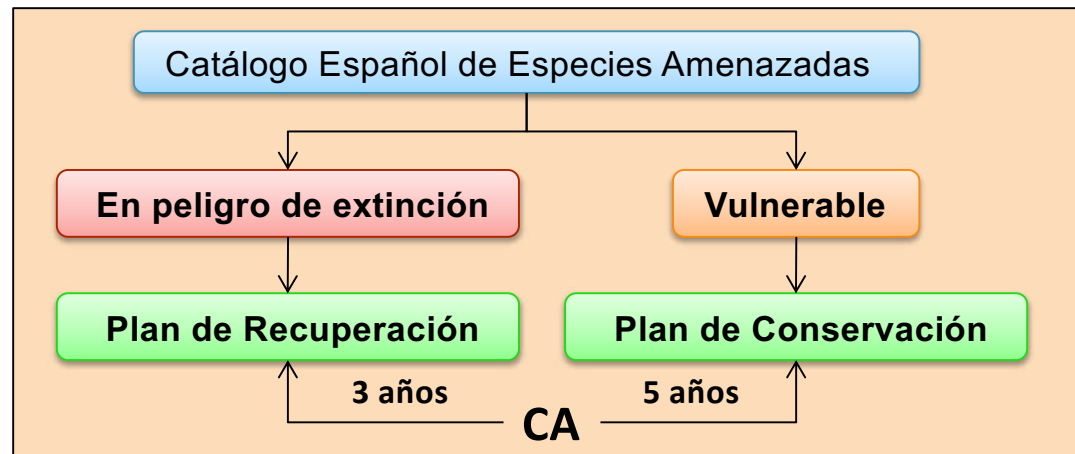 Catálogo Español de Especies Amenazadas
En peligro de extinción
Vulnerable
Plan de Recuperación
Plan de Conservación
3 años
5 años
CA